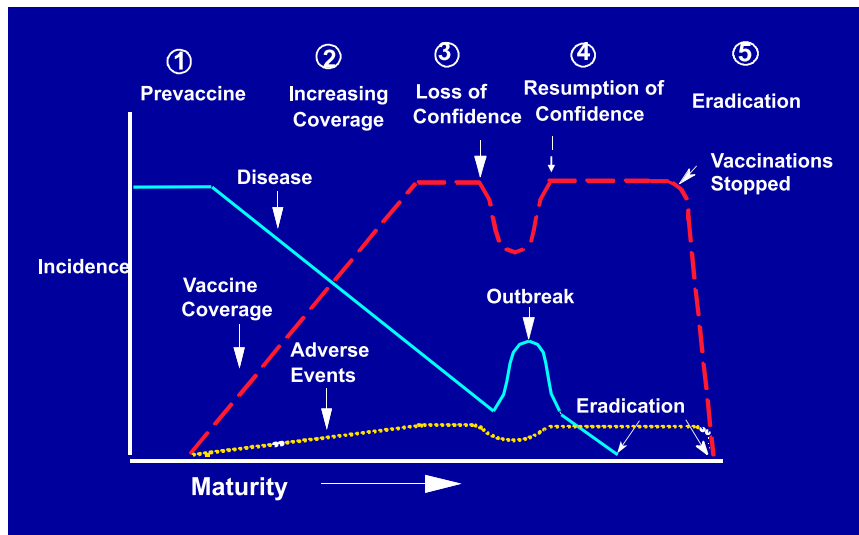 1
2
3
4
5
Prevaccine
Increasing
Coverage
Loss of
Confidence
Resumption of
Confidence
Eradication
Vaccinations
Stopped
Disease
Incidence
Vaccine
Coverage
Outbreak
Adverse
Events
Eradication
Maturity